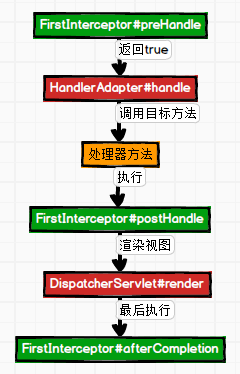 FirstInterceptor#preHandle
返回true
HandlerAdapter#handle
调用目标方法
处理器方法
执行
FirstInterceptor#postHandle
渲染视图
DispatcherServlet#render
最后执行
FirstInterceptor#afterCompletion